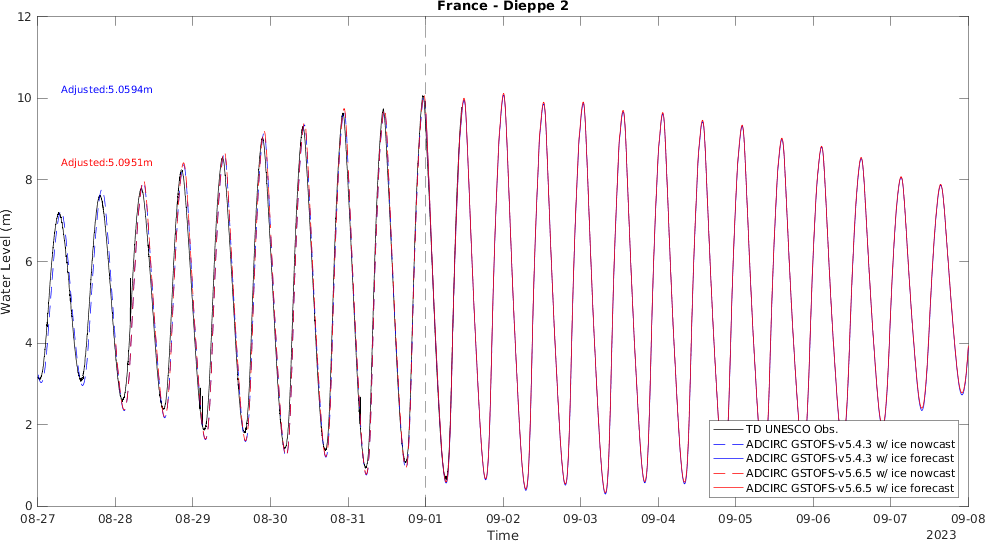 France - Dieppe 2
12
10
8
6
4
2
0
Water Level (m)
Adjusted:5.0594m
Adjusted:5.0951m
TD UNESCO Obs.
ADCIRC GSTOFS-v5.4.3 w/ ice nowcast
ADCIRC GSTOFS-v5.4.3 w/ ice forecast
ADCIRC GSTOFS-v5.6.5 w/ ice nowcast
ADCIRC GSTOFS-v5.6.5 w/ ice forecast
08-27 08-28 08-29 08-30 08-31 09-01 09-02 09-03 09-04 09-05 09-06 09-07 09-08
Time
2023